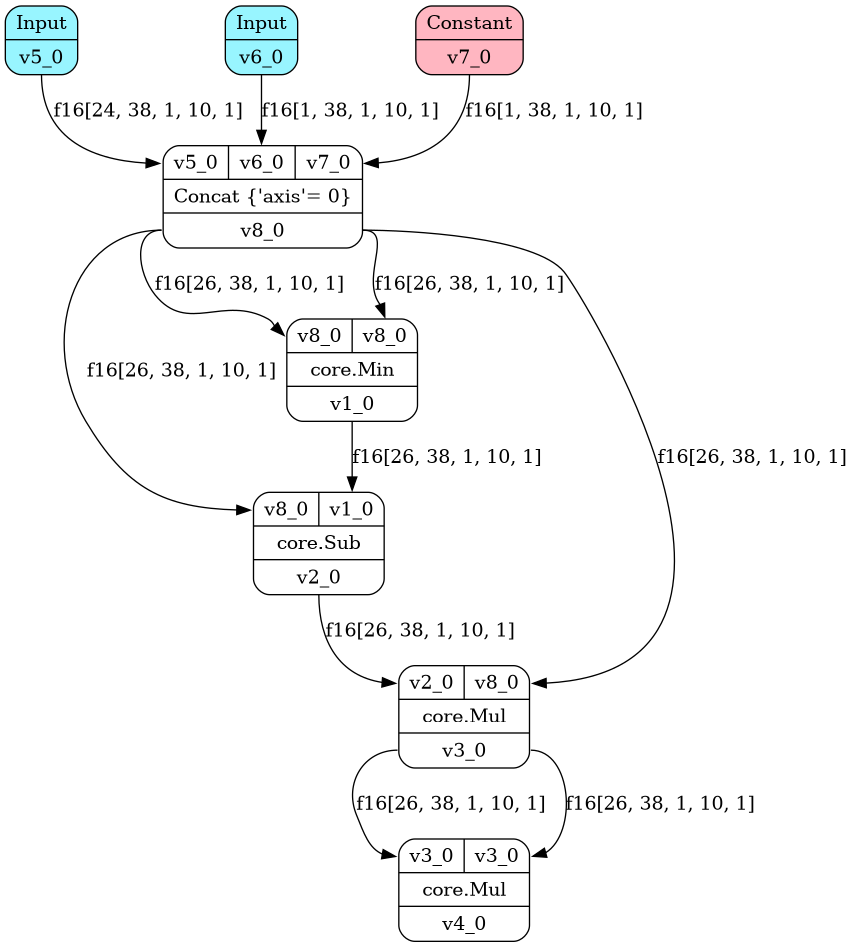 Input
v5_0
Input
v6_0
Constant
v7_0
f16[24, 38, 1, 10, 1]
f16[1, 38, 1, 10, 1]
f16[1, 38, 1, 10, 1]
v5_0 v6_0 v7_0
Concat {'axis'= 0}
v8_0
f16[26, 38, 1, 10, 1]
f16[26, 38, 1, 10, 1]
v8_0 v8_0
core.Min
v1_0
f16[26, 38, 1, 10, 1]
f16[26, 38, 1, 10, 1]
f16[26, 38, 1, 10, 1]
v8_0 v1_0
core.Sub
v2_0
f16[26, 38, 1, 10, 1]
v2_0 v8_0
core.Mul
v3_0
f16[26, 38, 1, 10, 1]
f16[26, 38, 1, 10, 1]
v3_0 v3_0
core.Mul
v4_0